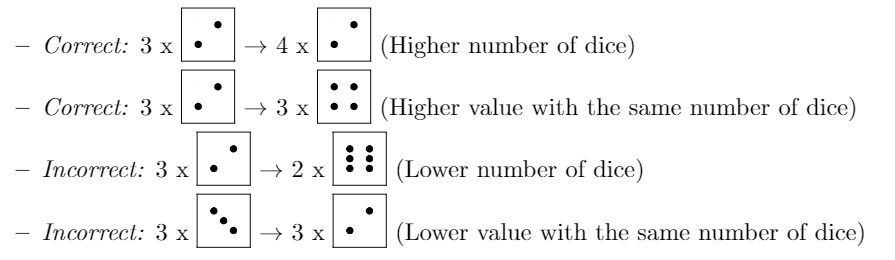 – Correct: 3 x → 4 x (Higher number of dice)
– Correct: 3 x → 3 x (Higher value with the same number of dice)
– Incorrect: 3 x → 2 x (Lower number of dice)
– Incorrect: 3 x → 3 x (Lower value with the same number of dice)